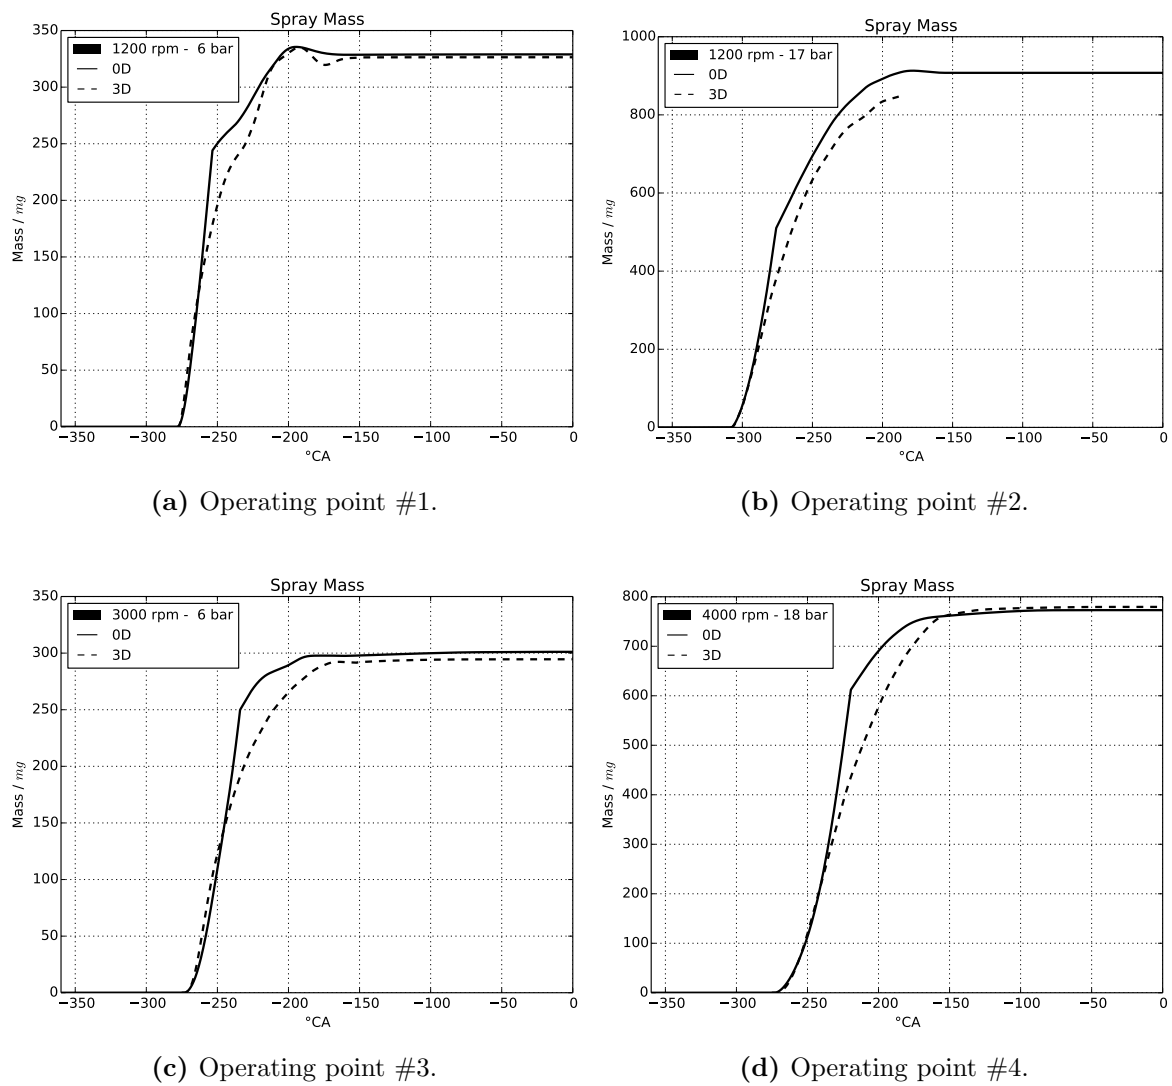 Spray Mass
1200 rpm - 6 bar
0D
3D
350
300
250
200
150
100
50
0
Mass / mg
−350 −300 −250 −200 −150 −100 −50 0
°CA
(a) Operating point #1.
Spray Mass
1200 rpm - 17 bar
0D
3D
1000
800
600
400
200
0
Mass / mg
−350 −300 −250 −200 −150 −100 −50 0
°CA
(b) Operating point #2.
Spray Mass
3000 rpm - 6 bar
0D
3D
350
300
250
200
150
100
50
0
Mass / mg
−350 −300 −250 −200 −150 −100 −50 0
°CA
(c) Operating point #3.
Spray Mass
4000 rpm - 18 bar
0D
3D
800
700
600
500
400
300
200
100
0
Mass / mg
−350 −300 −250 −200 −150 −100 −50 0
°CA
(d) Operating point #4.